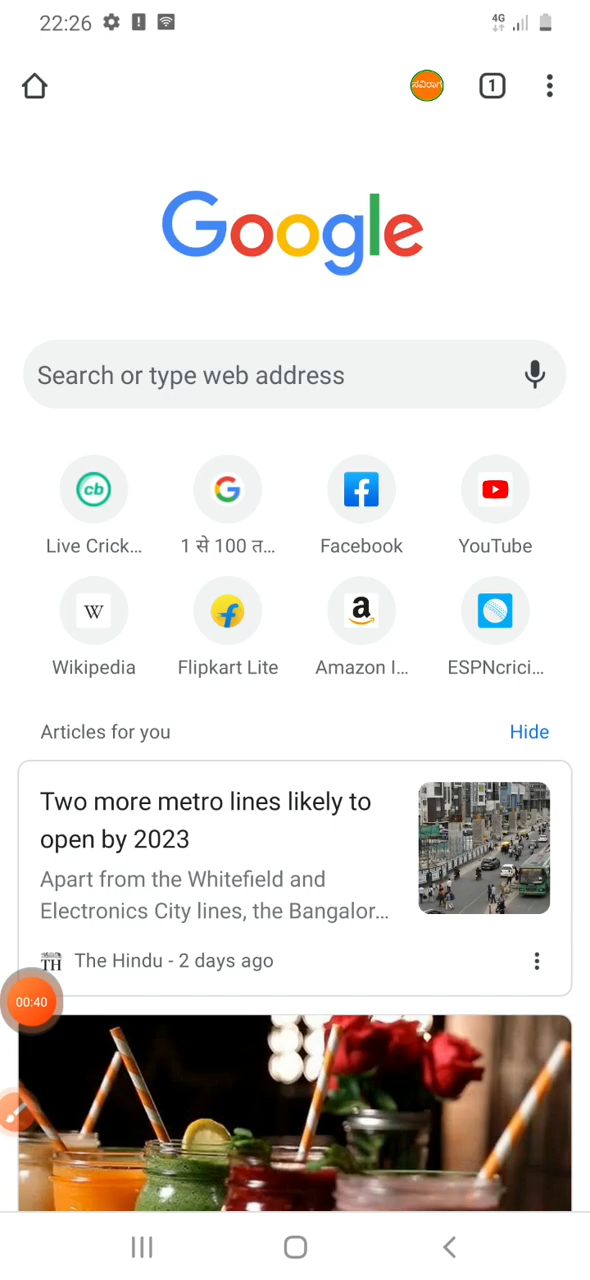 22:26
4G
ಸವಿರಾಗ
1
Google
Search or type web address
cb
Live Crick...
1 से 100 त...
Facebook
YouTube
W
Wikipedia
Flipkart Lite
a
Amazon I...
ESPNcrici...
Articles for you
Hide
Two more metro lines likely to
open by 2023
Apart from the Whitefield and
Electronics City lines, the Bangalor...
TH
The Hindu - 2 days ago
00:40